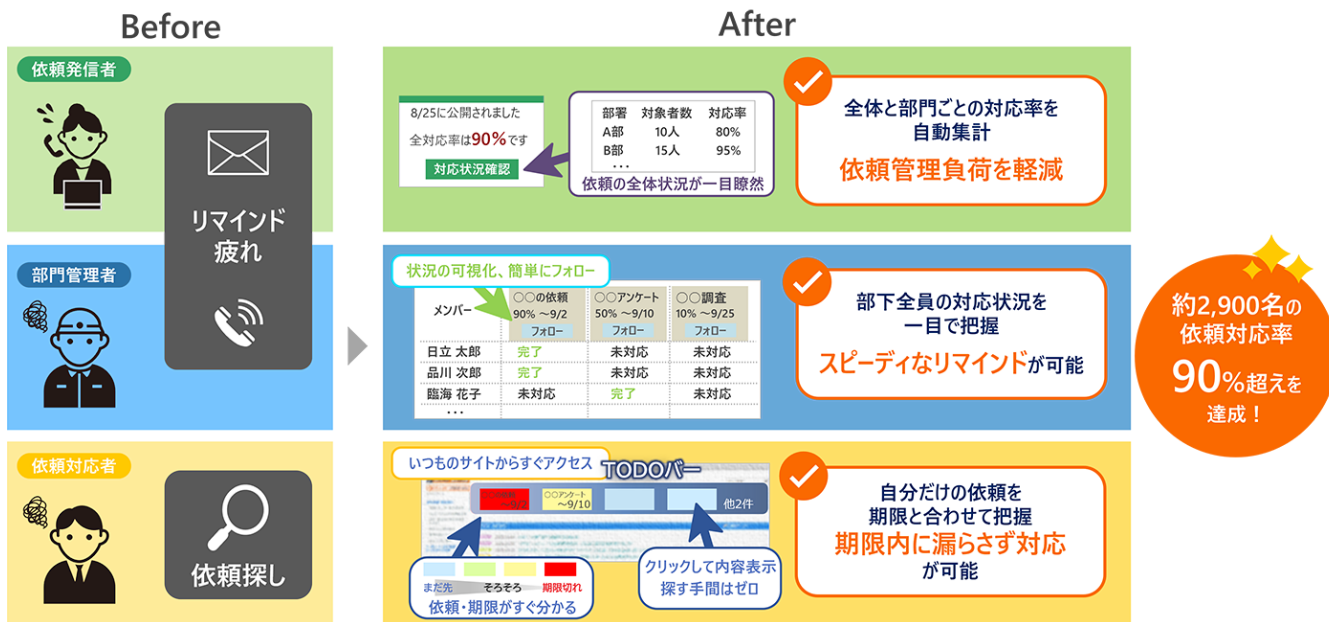 Before
After
依頼発信者
リマインド
疲れ
部門管理者
依頼対応者
依頼探し
8/25に公開されました
全対応率は90%です
対応状況確認
部署 対象者数 対応率
A部 10人 80%
B部 15人 95%
・・・
依頼の全体状況が一目瞭然
全体と部門ごとの対応率を
自動集計
依頼管理負荷を軽減
状況の可視化、簡単にフォロー
メンバー
〇〇の依頼 〇〇アンケート 〇〇調査
90% ～9/2 50% ～9/10 10% ～9/25
フォロー フォロー フォロー
日立 太郎 完了 未対応 未対応
品川 次郎 完了 未対応 未対応
臨海 花子 未対応 完了 未対応
・・・
部下全員の対応状況を
一目で把握
スピーディなリマインドが可能
いつものサイトからすぐアクセス
TODOバー
〇〇アンケート
～9/2 ～9/10 他2件
まだ先 そろそろ 期限切れ
依頼・期限がすぐ分かる
クリックして内容表示
探す手間はゼロ
自分だけの依頼を
期限と合わせて把握
期限内に漏らさず対応
が可能
約2,900名の
依頼対応率
90%超えを
達成！